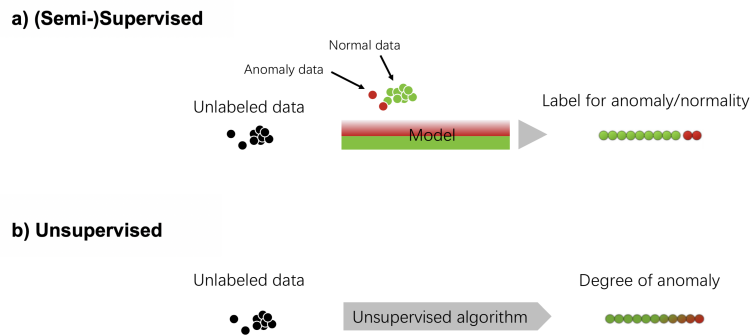 a) (Semi-)Supervised
Normal data
Anomaly data
Unlabeled data
Label for anomaly/normality
Model
b) Unsupervised
Unlabeled data
Degree of anomaly
Unsupervised algorithm